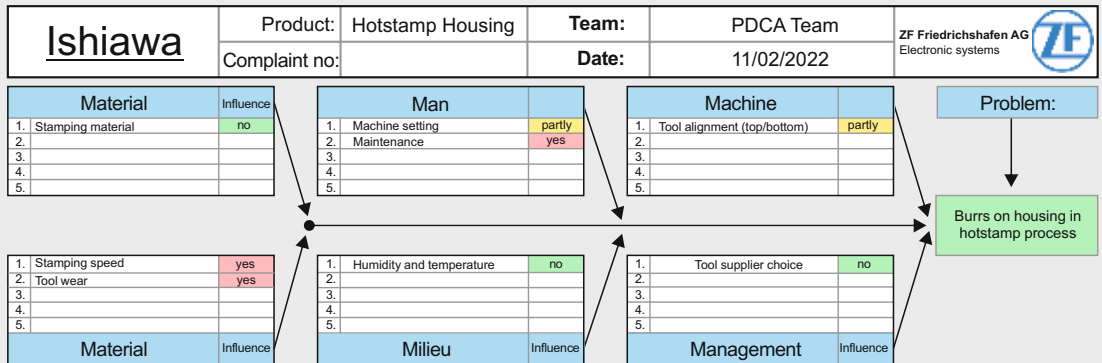 Ishiawa
Product: Hotstamp Housing Team: PDCA Team
Complaint no: Date: 11/02/2022
ZF Friedrichshafen AG
Electronic systems
ZF
Material Influence
1. Stamping material no
2.
3.
4.
5.
Man
1. Machine setting partly
2. Maintenance yes
3.
4.
5.
Machine
1. Tool alignment (top/bottom) partly
2.
3.
4.
5.
Problem:
Burrs on housing in
hotstamp process
1. Stamping speed yes
2. Tool wear yes
3.
4.
5.
Material Influence
1. Humidity and temperature no
2.
3.
4.
5.
Milieu Influence
1. Tool supplier choice no
2.
3.
4.
5.
Management Influence